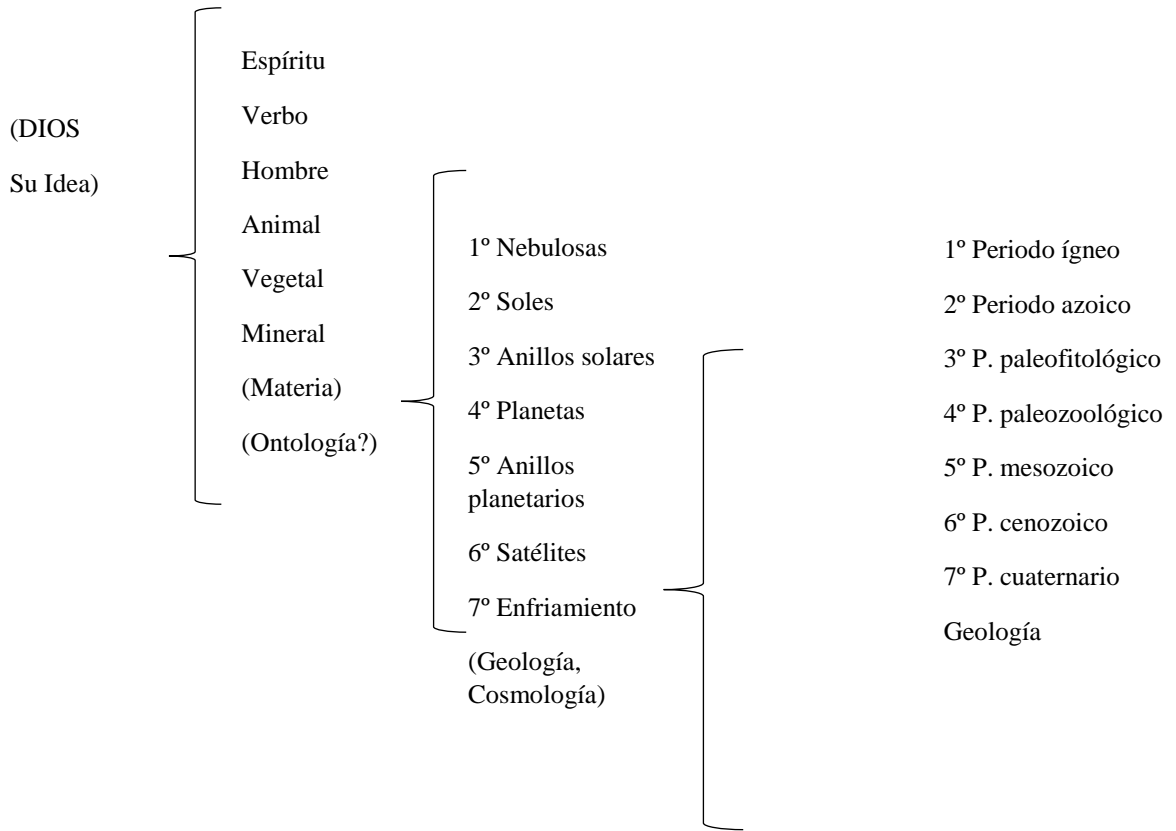 (DIOS
Su Idea)
Espíritu
Verbo
Hombre
Animal
Vegetal
Mineral
(Materia)
(Ontología?)
1º Nebulosas
2º Soles
3º Anillos solares
4º Planetas
5º Anillos
planetarios
6º Satélites
7º Enfriamiento
(Geología,
Cosmología)
1º Periodo ígneo
2º Periodo azoico
3º P. paleofitológico
4º P. paleozoológico
5º P. mesozoico
6º P. cenozoico
7º P. cuaternario
Geología